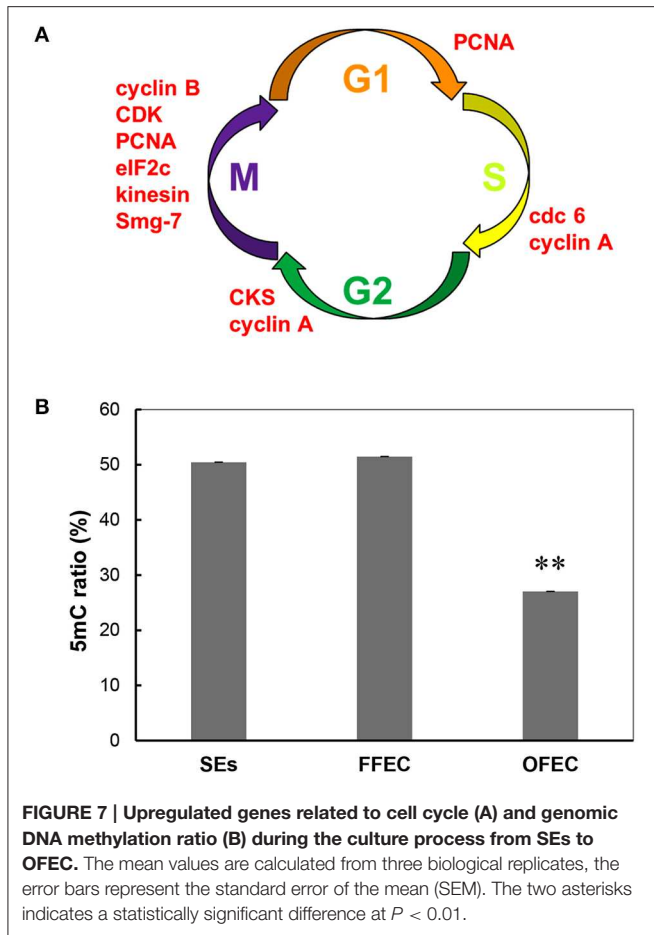 A
G1
PCNA
cyclin B
CDK
PCNA
eIF2c
kinesin
Smg-7
M
S
cdc 6
cyclin A
G2
CKS
cyclin A
B
5mC ratio (%)
60
50
40
30
20
10
0
**
SEs FFEC OFEC
FIGURE 7 | Upregulated genes related to cell cycle (A) and genomic
DNA methylation ratio (B) during the culture process from SEs to
OFEC. The mean values are calculated from three biological replicates, the
error bars represent the standard error of the mean (SEM). The two asterisks
indicates a statistically significant difference at P < 0.01.